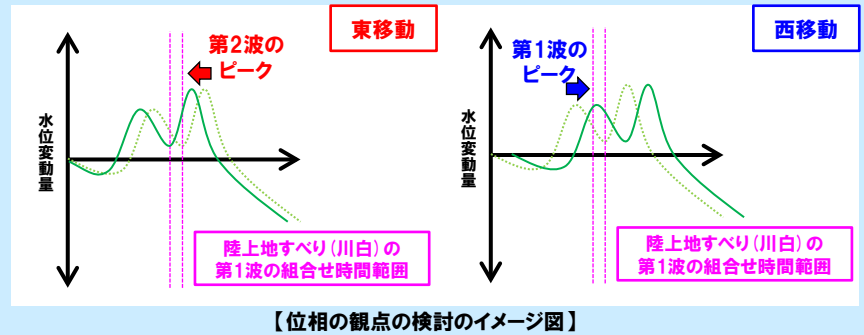 東移動
第2波の
ピーク
水位変動量
陸上地すべり(川白)の
第1波の組合せ時間範囲
西移動
第1波の
ピーク
水位変動量
陸上地すべり(川白)の
第1波の組合せ時間範囲
【位相の観点の検討のイメージ図】